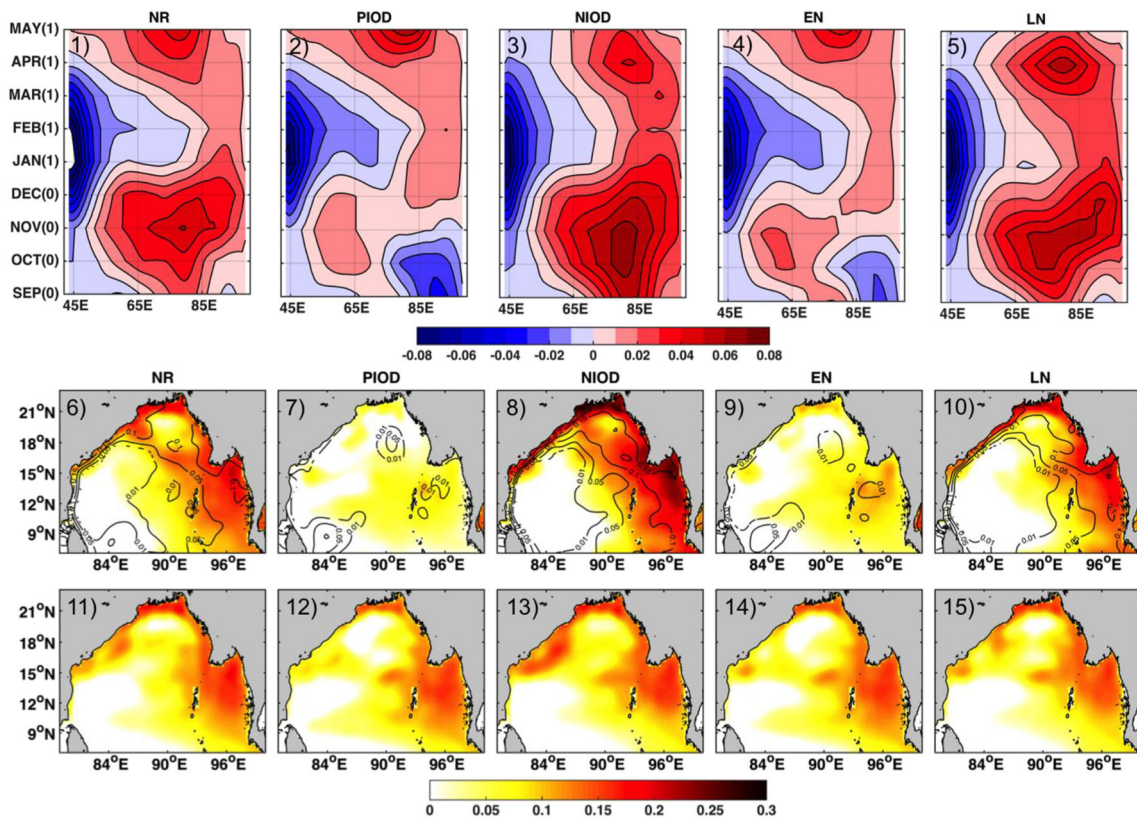 NR PIOD NIOD EN LN
MAY(1) 1) 2) 3) 4) 5)
APR(1)
MAR(1)
FEB(1)
JAN(1)
DEC(0)
NOV(0)
OCT(0)
SEP(0)
45E 65E 85E 45E 65E 85E 45E 65E 85E 45E 65E 85E 45E 65E 85E
-0.08 -0.06 -0.04 -0.02 0 0.02 0.04 0.06 0.08
NR PIOD NIOD EN LN
21°N 6) 7) 8) 9) 10)
18°N
15°N
12°N
9°N
84°E 90°E 96°E 84°E 90°E 96°E 84°E 90°E 96°E 84°E 90°E 96°E 84°E 90°E 96°E
21°N 11) 12) 13) 14) 15)
18°N
15°N
12°N
9°N
84°E 90°E 96°E 84°E 90°E 96°E 84°E 90°E 96°E 84°E 90°E 96°E 84°E 90°E 96°E
0 0.05 0.1 0.15 0.2 0.25 0.3